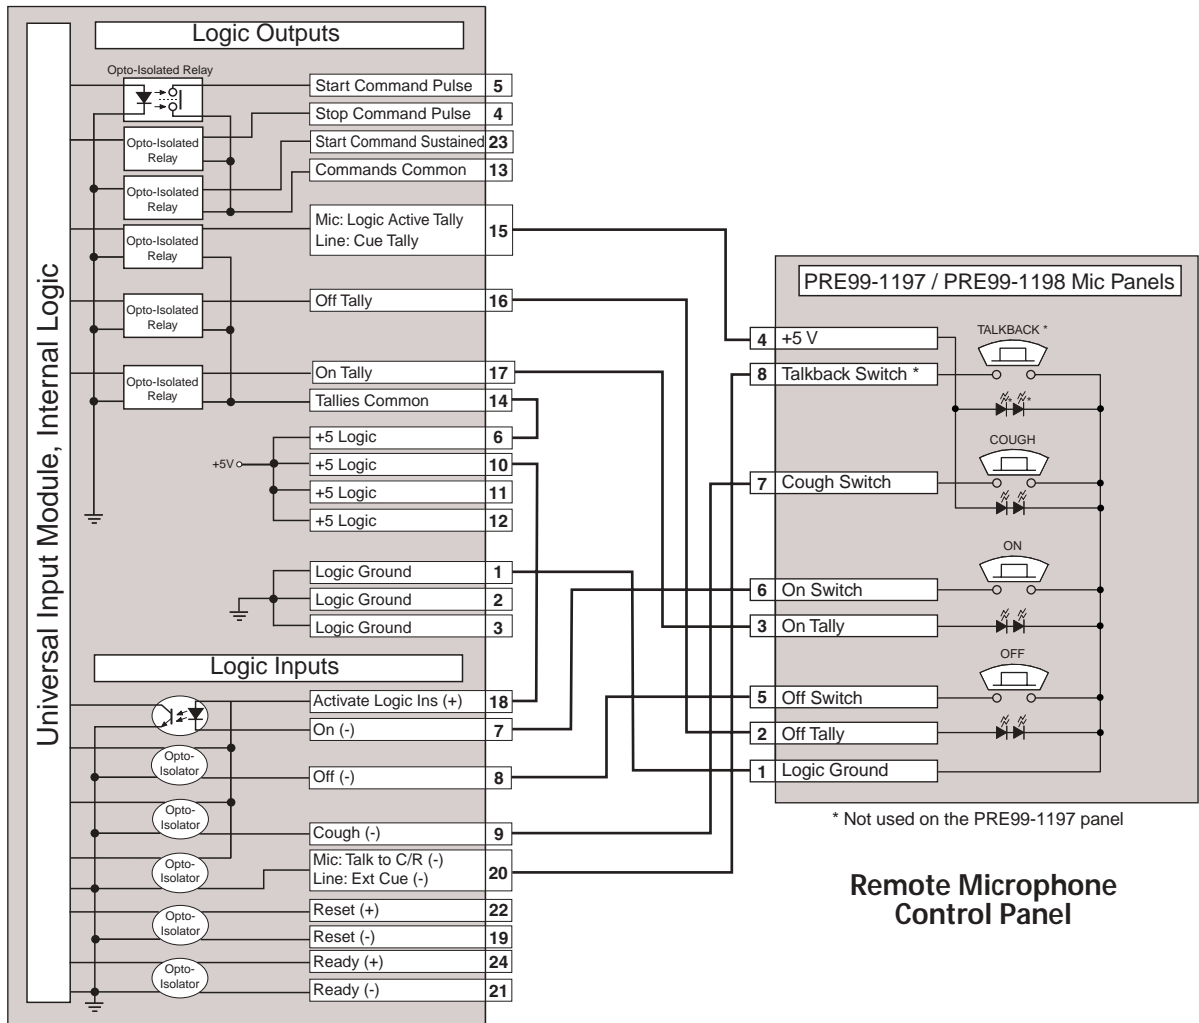 Universal Input Module, Internal Logic
Logic Outputs
Opto-Isolated Relay
Start Command Pulse 5
Stop Command Pulse 4
Opto-Isolated
Relay
Start Command Sustained 23
Commands Common 13
Opto-Isolated
Relay
Mic: Logic Active Tally
Line: Cue Tally
15
Opto-Isolated
Relay
Off Tally 16
Opto-Isolated
Relay
On Tally 17
Opto-Isolated
Relay
Tallies Common 14
+5 Logic 6
+5V
+5 Logic 10
+5 Logic 11
+5 Logic 12
Logic Ground 1
Logic Ground 2
Logic Ground 3
Logic Inputs
Activate Logic Ins (+) 18
On (-) 7
Opto-
Isolator
Off (-) 8
Opto-
Isolator
Cough (-) 9
Mic: Talk to C/R (-)
Line: Ext Cue (-)
20
Opto-
Isolator
Reset (+) 22
Opto-
Isolator
Reset (-) 19
Ready (+) 24
Opto-
Isolator
Ready (-) 21
PRE99-1197 / PRE99-1198 Mic Panels
TALKBACK *
4 +5 V
8 Talkback Switch *
* *
COUGH
7 Cough Switch
ON
6 On Switch
3 On Tally
OFF
5 Off Switch
2 Off Tally
1 Logic Ground
* Not used on the PRE99-1197 panel
Remote Microphone
Control Panel